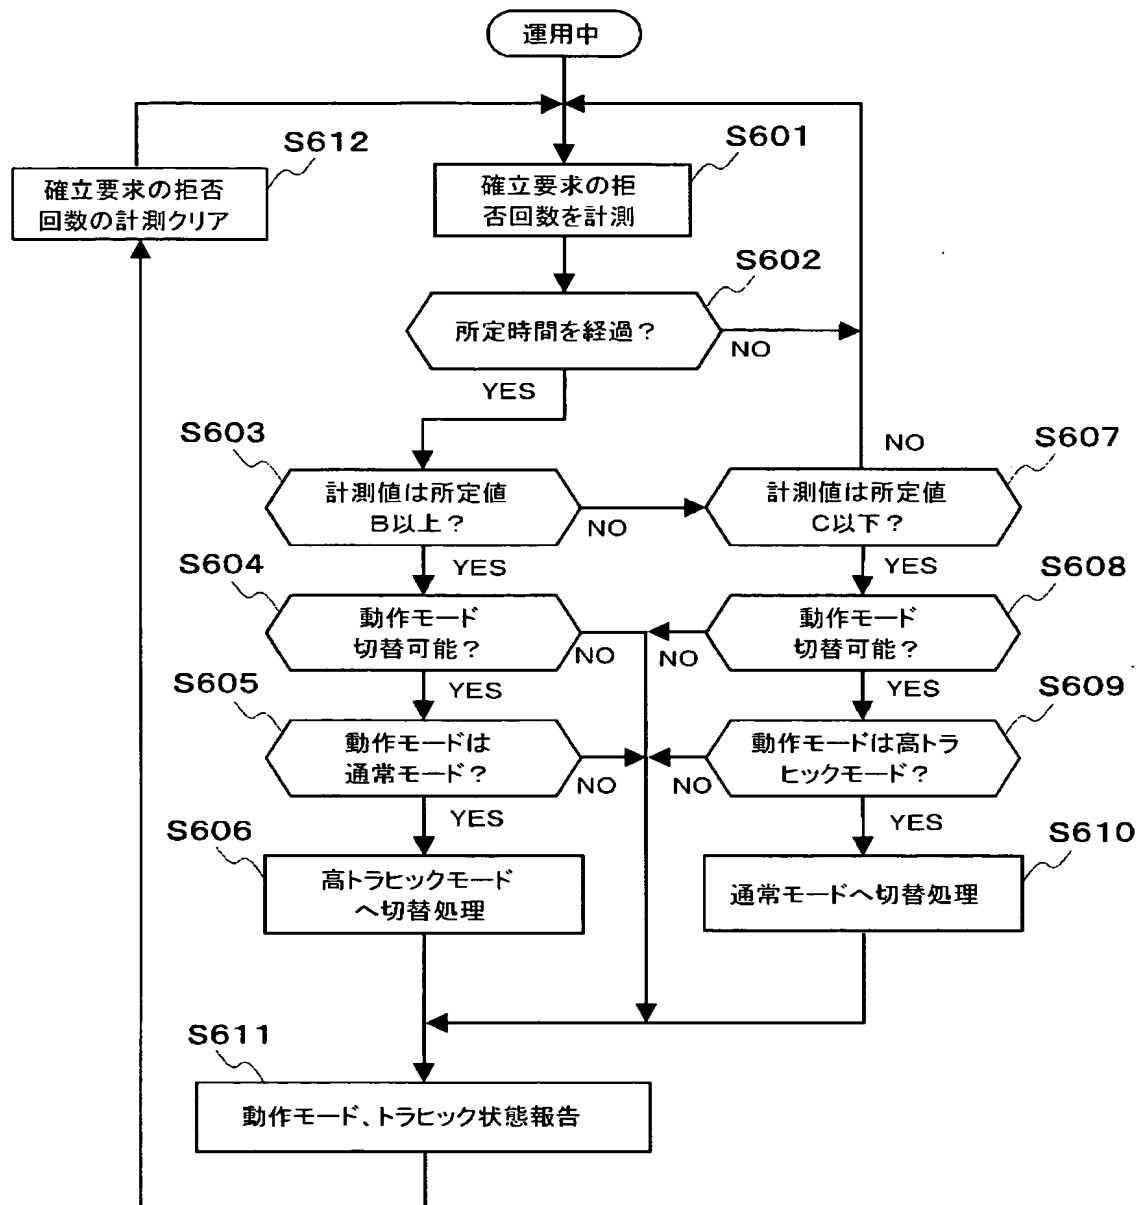 運用中
S612
S601
確立要求の拒否
回数の計測クリア
確立要求の拒
否回数を計測
S602
所定時間を経過?
NO
YES
S603
NO
S607
計測値は所定値
B以上?
NO
計測値は所定値
C以下?
YES
YES
S604
S608
動作モード
切替可能?
NO
NO
動作モード
切替可能?
YES
YES
S605
S609
動作モードは
通常モード?
NO
NO
動作モードは高トラ
ヒックモード?
YES
YES
S606
S610
高トラヒックモード
へ切替処理
通常モードへ切替処理
S611
動作モード、トラヒック状態報告